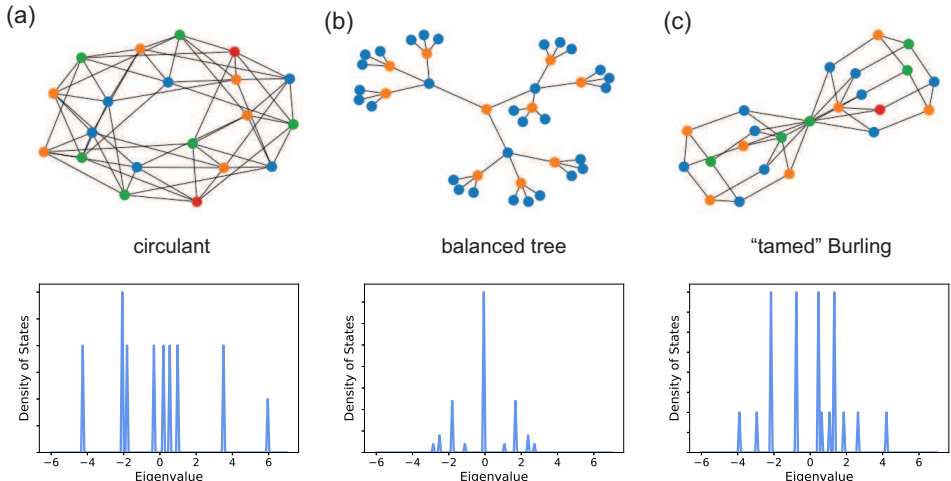 (a)
(b)
(c)
circulant
balanced tree
“tamed” Burling
Density of States
−6 −4 −2 0 2 4 6
Eigenvalue
Density of States
−6 −4 −2 0 2 4 6
Eigenvalue
Density of States
−6 −4 −2 0 2 4 6
Eigenvalue